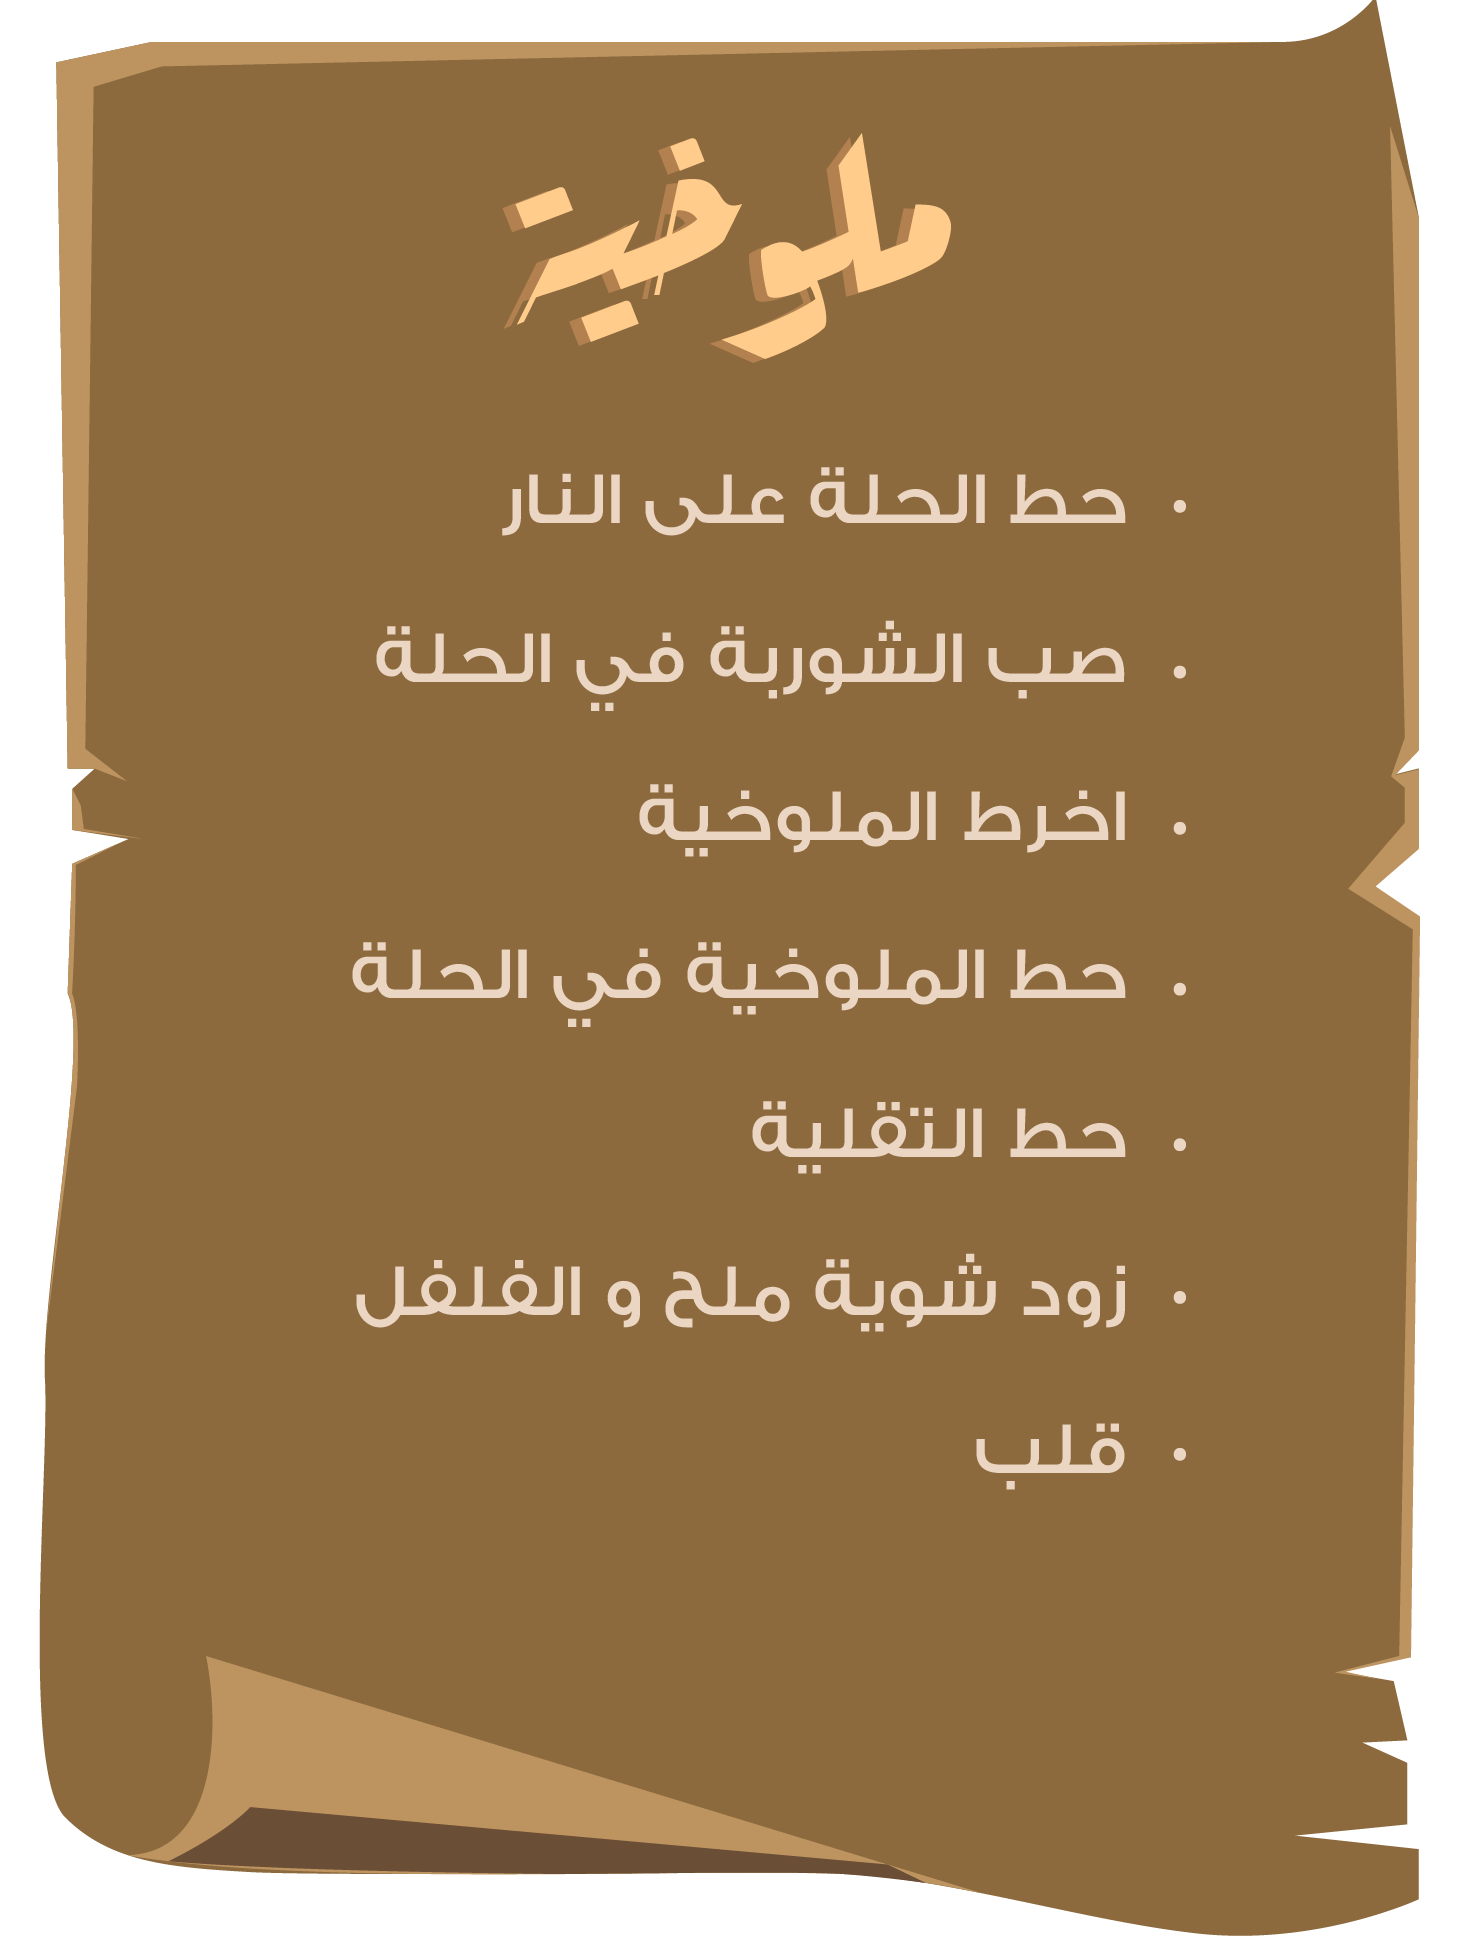 ملوخية
• حط الحلة على النار
• صب الشوربة في الحلة
• اخرط الملوخية
• حط الملوخية في الحلة
• حط التقلية
• زود شوية ملح و الفلفل
• قلب